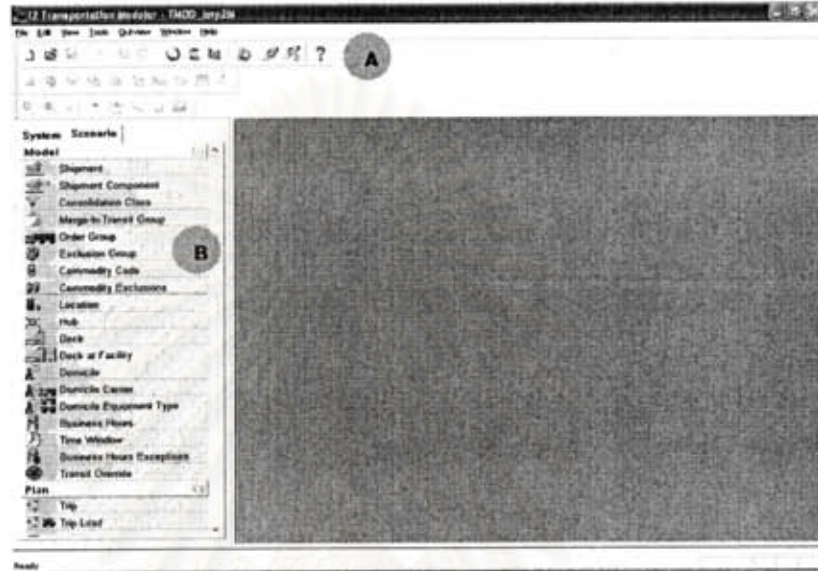 i2 Transportation Modeler - TMOD_
File Edit View Tools Window Help
?
A
System Scenario
Model
Shipment
Shipment Component
Consolidation Class
Merge-In-Transit Group
Order Group
Exclusion Group
B
Commodity Code
Commodity Exclusions
Location
Hub
Dock
Dock at Facility
Domicile
Domicile Carrier
Domicile Equipment Type
Business Hours
Time Window
Business Hours Exceptions
Transit Override
Plan
Trip
Trip Load
Ready